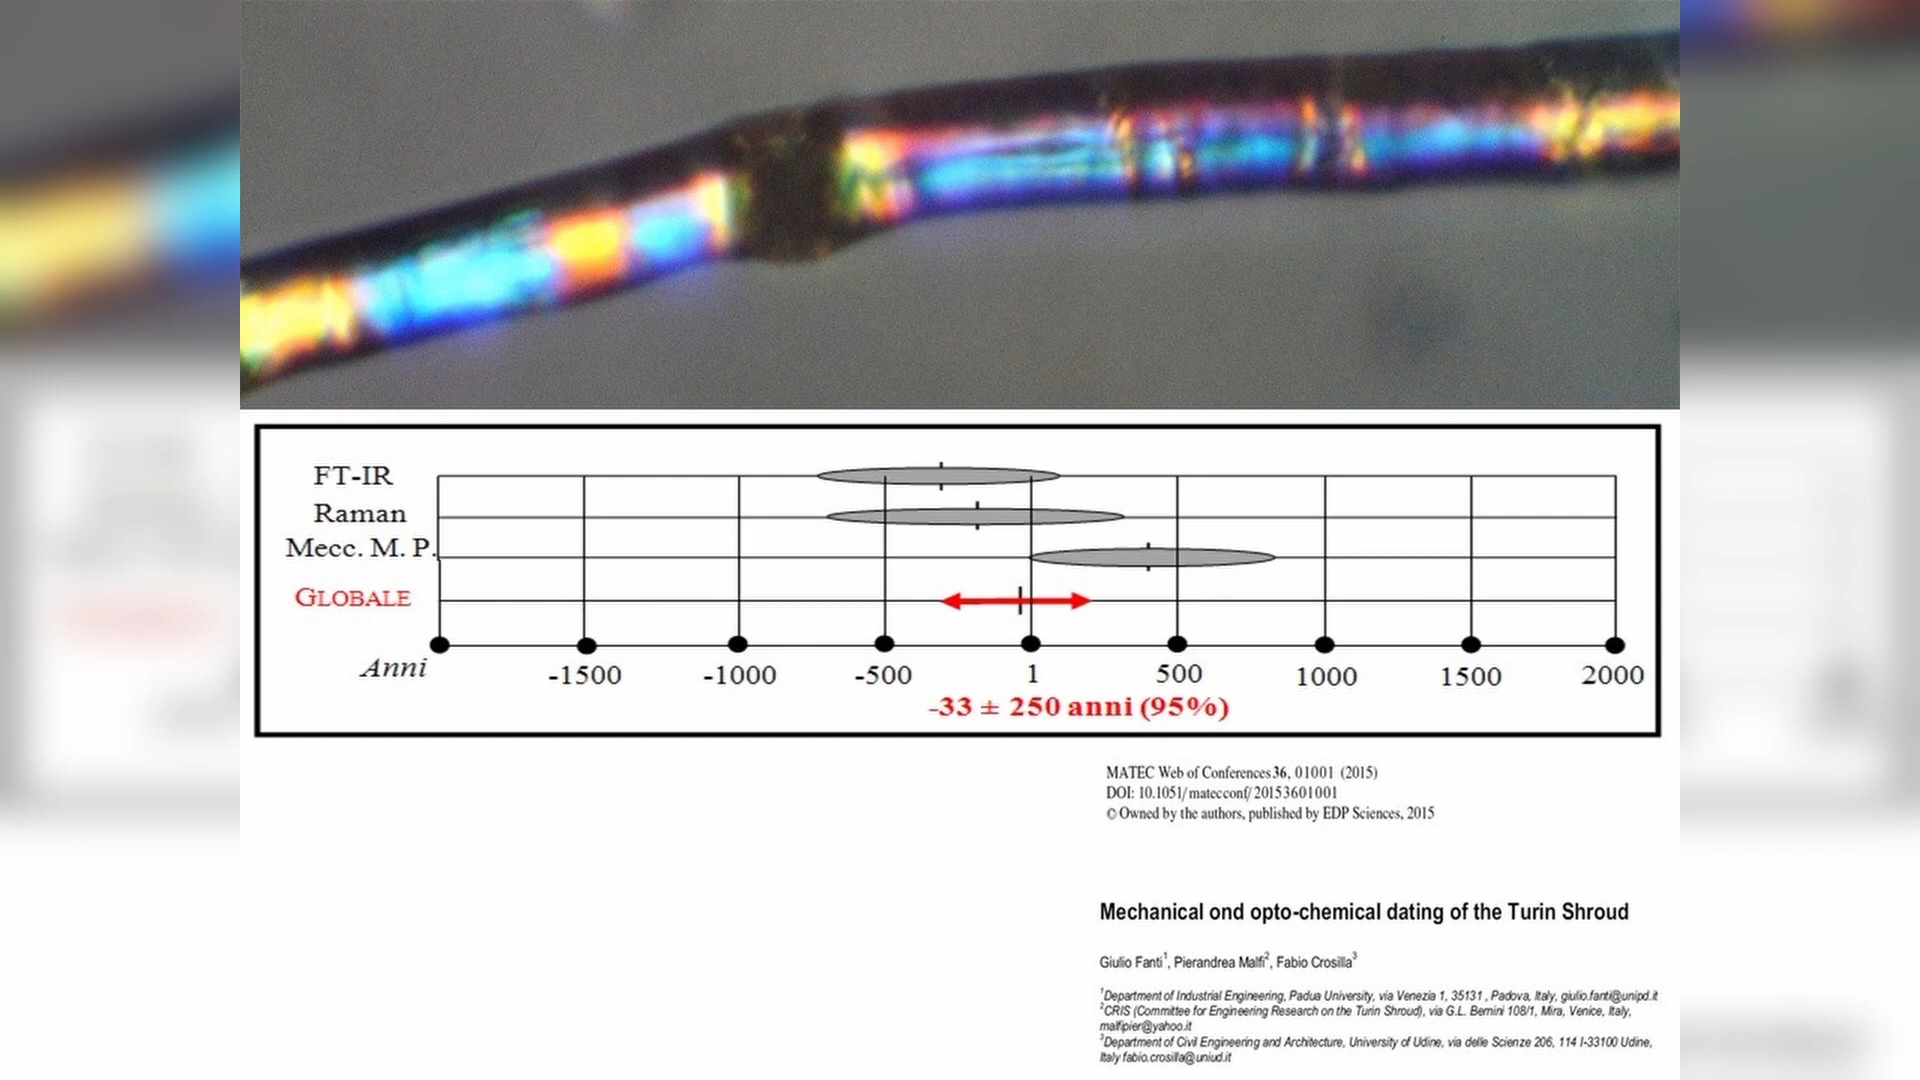 FT-IR
Raman
Mecc. M. P.
GLOBALE
Anni
-1500 -1000 -500 1 500 1000 1500 2000
-33 ± 250 anni (95%)
MATEC Web of Conferences 36, 01001 (2015)
DOI: 10.1051/matecconf/20153601001
© Owned by the authors, published by EDP Sciences, 2015
Mechanical ond opto-chemical dating of the Turin Shroud
Giulio Fanti1, Pierandrea Malfi2, Fabio Crosilla3
1Department of Industrial Engineering, Padua University, via Venezia 1, 35131 , Padova, Italy, giulio.fanti@unipd.it
2CRIS (Committee for Engineering Research on the Turin Shroud), via G.L. Bernini 108/1, Mira, Venice, Italy,
malfipier@yahoo.it
3Department of Civil Engineering and Architecture, University of Udine, via delle Scienze 206, 114 I-33100 Udine,
Italy fabio.crosilla@uniud.it